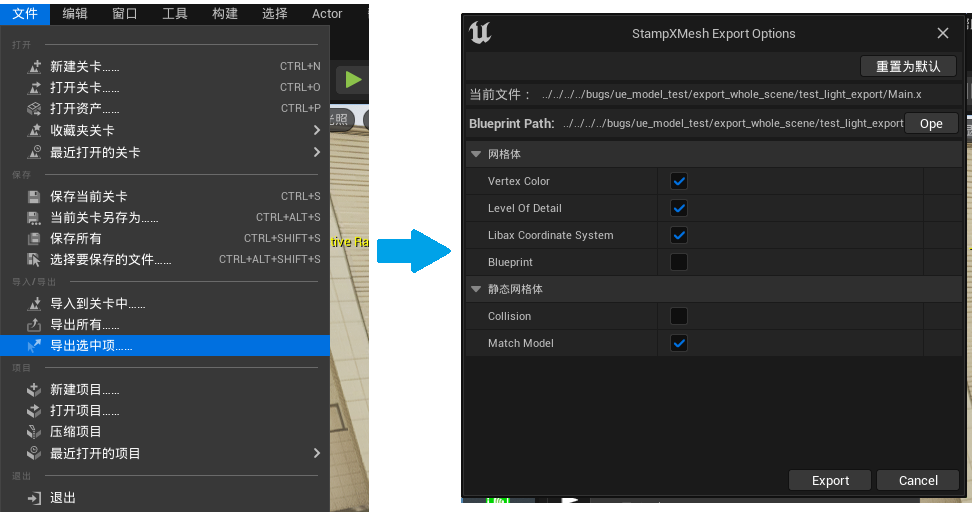 文件 编辑 窗口 工具 构建 选择 Actor
打开
新建关卡...... CTRL+N
打开关卡...... CTRL+O
打开资产...... CTRL+P
收藏夹关卡
最近打开的关卡
保存
保存当前关卡 CTRL+S
当前关卡另存为...... CTRL+ALT+S
保存所有 CTRL+SHIFT+S
选择要保存的文件...... CTRL+ALT+SHIFT+S
导入/导出
导入到关卡中......
导出所有......
导出选中项......
项目
新建项目......
打开项目......
压缩项目
最近打开的项目
退出
退出
光照
tive Ra
StampXMesh Export Options
重置为默认
当前文件： ../../../../bugs/ue_model_test/export_whole_scene/test_light_export/Main.x
Blueprint Path: ../../../../bugs/ue_model_test/export_whole_scene/test_light_export Ope
网格体
Vertex Color
Level Of Detail
Libax Coordinate System
Blueprint
静态网格体
Collision
Match Model
Export Cancel